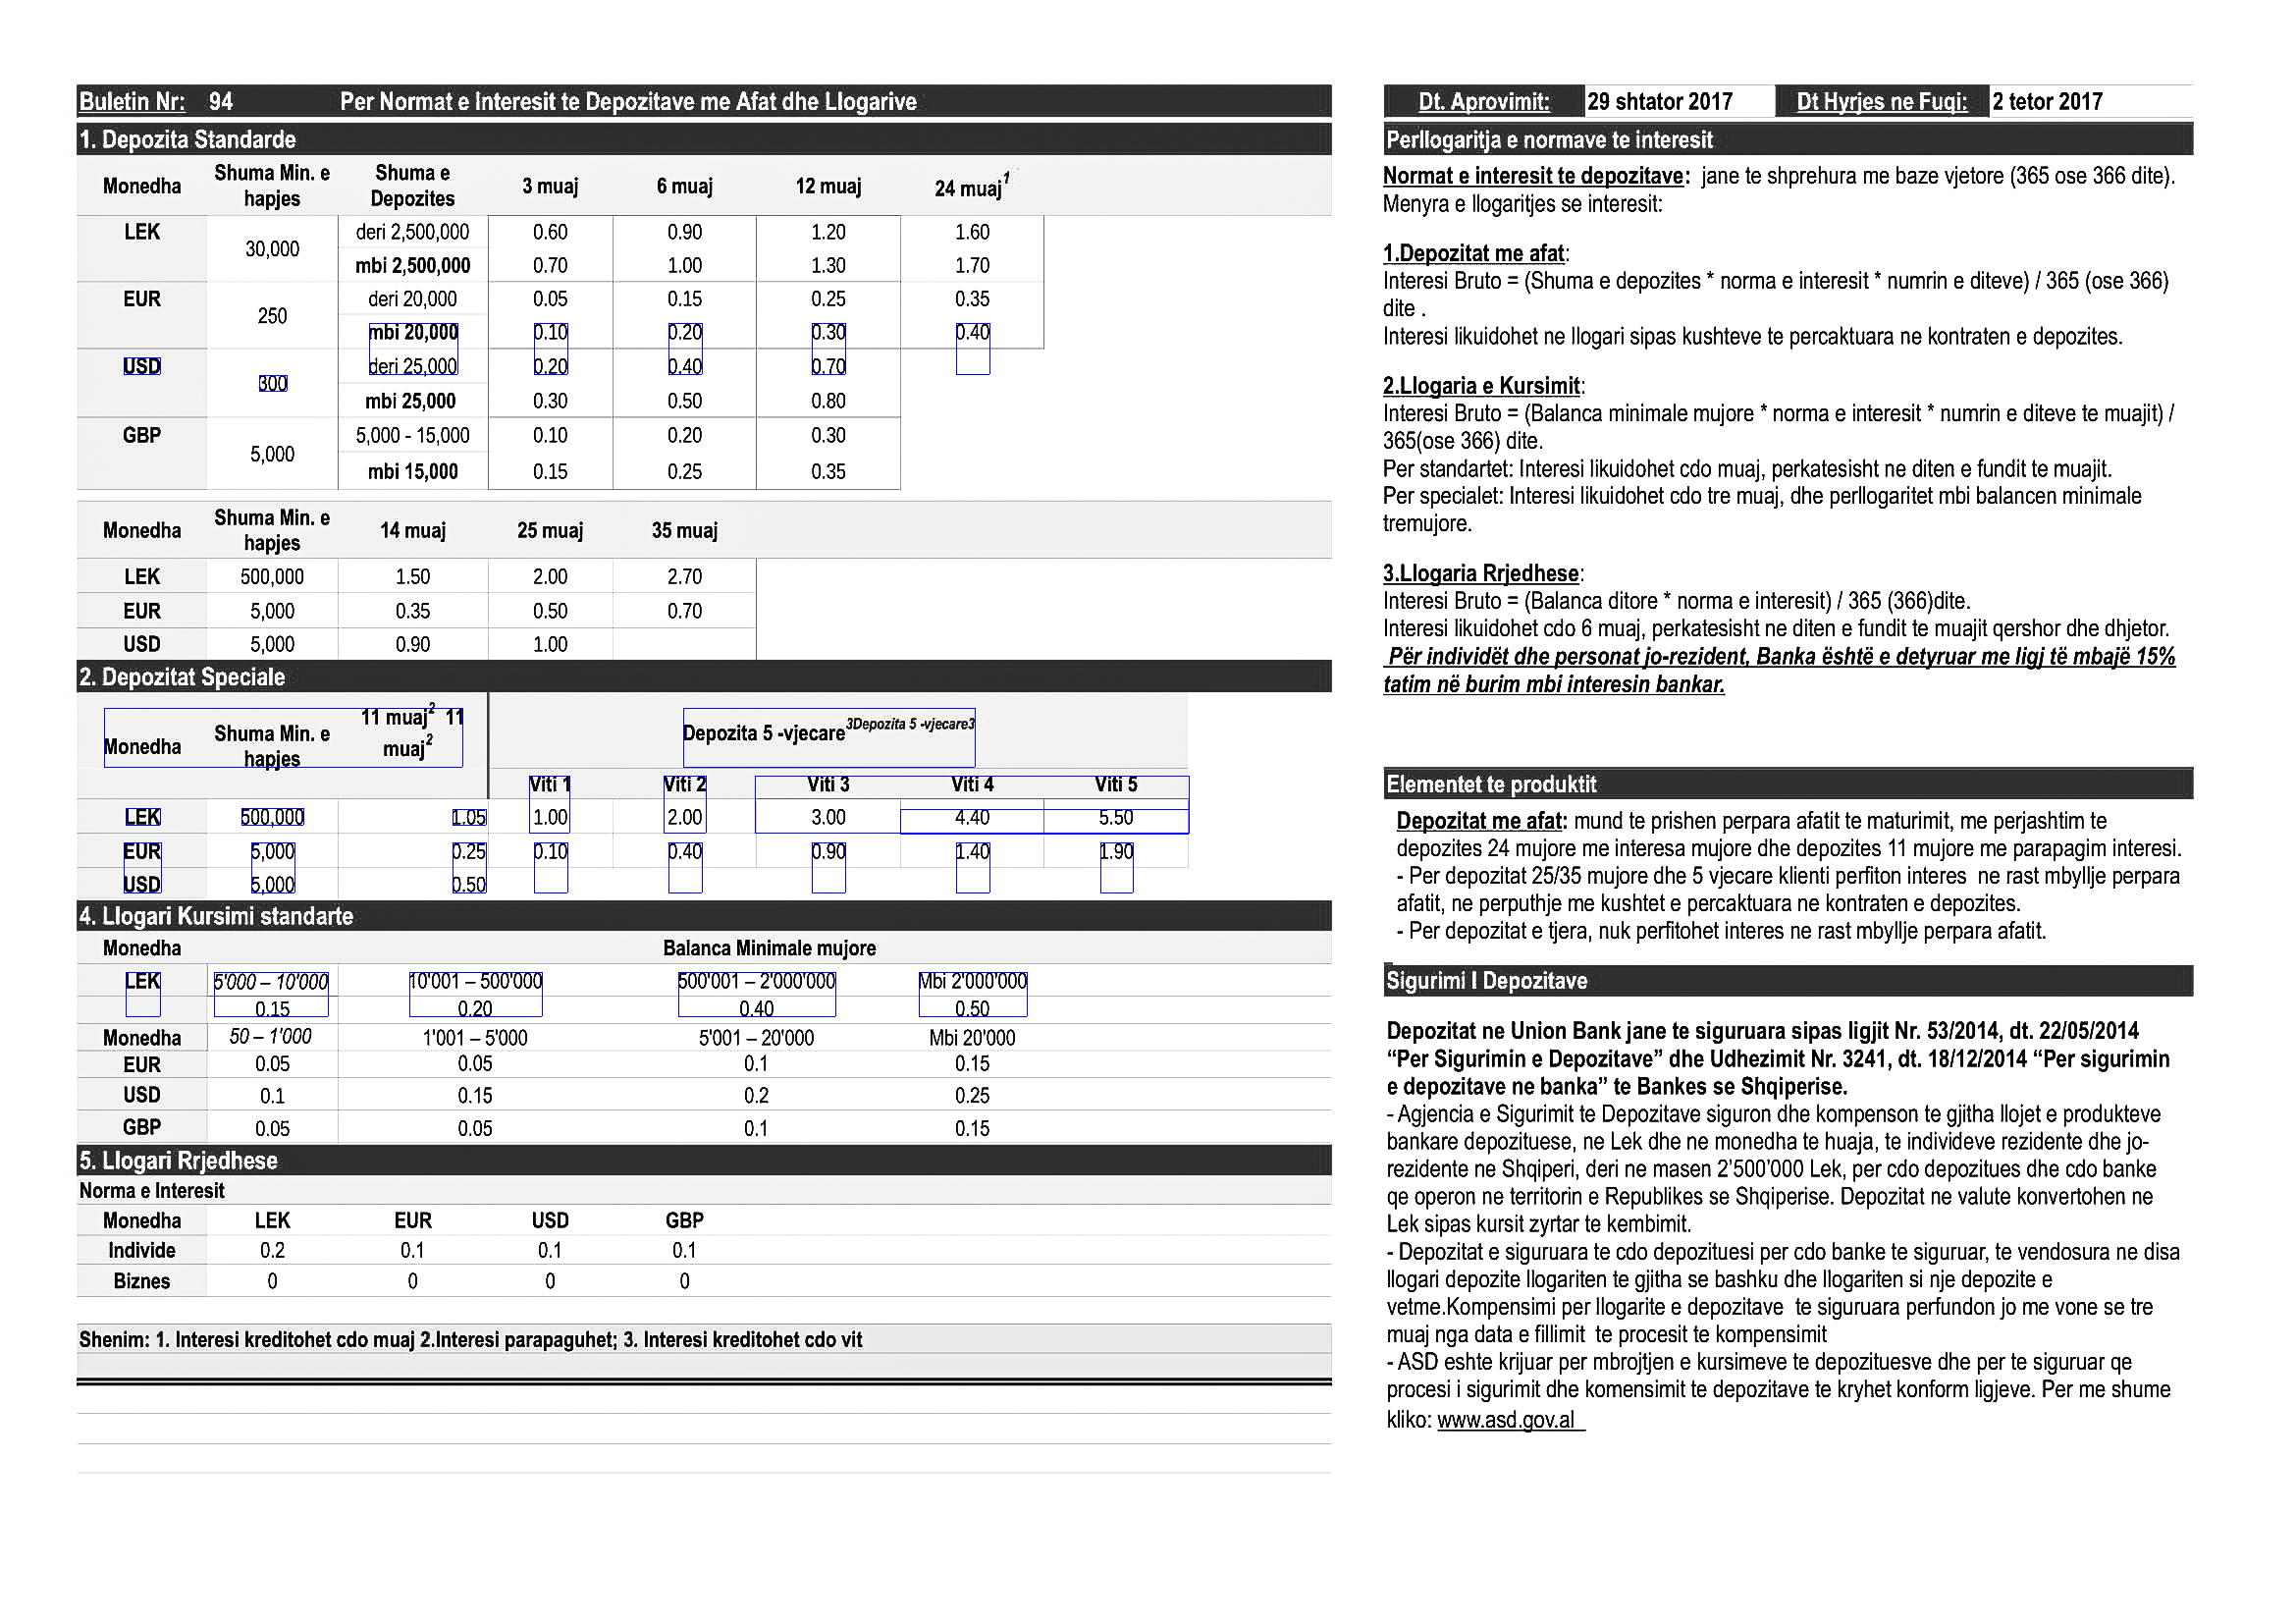 Buletin Nr: 94 Per Normat e Interesit te Depozitave me Afat dhe Llogarive
1. Depozita Standarde
Monedha Shuma Min. e hapjes Shuma e Depozites 3 muaj 6 muaj 12 muaj 24 muaj1
LEK 30,000 deri 2,500,000 0.60 0.90 1.20 1.60
mbi 2,500,000 0.70 1.00 1.30 1.70
EUR 250 deri 20,000 0.05 0.15 0.25 0.35
mbi 20,000 0.10 0.20 0.30 0.40
USD 300 deri 25,000 0.20 0.40 0.70
mbi 25,000 0.30 0.50 0.80
GBP 5,000 5,000 - 15,000 0.10 0.20 0.30
mbi 15,000 0.15 0.25 0.35
Monedha Shuma Min. e hapjes 14 muaj 25 muaj 35 muaj
LEK 500,000 1.50 2.00 2.70
EUR 5,000 0.35 0.50 0.70
USD 5,000 0.90 1.00
2. Depozitat Speciale
Monedha Shuma Min. e hapjes 11 muaj2 11 muaj2 Depozita 5 -vjecare3Depozita 5 -vjecare3
Viti 1 Viti 2 Viti 3 Viti 4 Viti 5
LEK 500,000 1.05 1.00 2.00 3.00 4.40 5.50
EUR 5,000 0.25 0.10 0.40 0.90 1.40 1.90
USD 5,000 0.50
4. Llogari Kursimi standarte
Monedha Balanca Minimale mujore
LEK 5'000 – 10'000 10'001 – 500'000 500'001 – 2'000'000 Mbi 2'000'000
0.15 0.20 0.40 0.50
Monedha 50 – 1'000 1'001 – 5'000 5'001 – 20'000 Mbi 20'000
EUR 0.05 0.05 0.1 0.15
USD 0.1 0.15 0.2 0.25
GBP 0.05 0.05 0.1 0.15
5. Llogari Rrjedhese
Norma e Interesit
Monedha LEK EUR USD GBP
Individe 0.2 0.1 0.1 0.1
Biznes 0 0 0 0
Shenim: 1. Interesi kreditohet cdo muaj 2.Interesi parapaguhet; 3. Interesi kreditohet cdo vit
Dt. Aprovimit: 29 shtator 2017 Dt Hyrjes ne Fuqi: 2 tetor 2017
Perllogaritja e normave te interesit
Normat e interesit te depozitave: jane te shprehura me baze vjetore (365 ose 366 dite).
Menyra e llogaritjes se interesit:
1.Depozitat me afat:
Interesi Bruto = (Shuma e depozites * norma e interesit * numrin e diteve) / 365 (ose 366)
dite .
Interesi likuidohet ne llogari sipas kushteve te percaktuara ne kontraten e depozites.
2.Llogaria e Kursimit:
Interesi Bruto = (Balanca minimale mujore * norma e interesit * numrin e diteve te muajit) /
365(ose 366) dite.
Per standartet: Interesi likuidohet cdo muaj, perkatesisht ne diten e fundit te muajit.
Per specialet: Interesi likuidohet cdo tre muaj, dhe perllogaritet mbi balancen minimale
tremujore.
3.Llogaria Rrjedhese:
Interesi Bruto = (Balanca ditore * norma e interesit) / 365 (366)dite.
Interesi likuidohet cdo 6 muaj, perkatesisht ne diten e fundit te muajit qershor dhe dhjetor.
Për individët dhe personat jo-rezident, Banka është e detyruar me ligj të mbajë 15%
tatim në burim mbi interesin bankar.
Elementet te produktit
Depozitat me afat: mund te prishen perpara afatit te maturimit, me perjashtim te
depozites 24 mujore me interesa mujore dhe depozites 11 mujore me parapagim interesi.
- Per depozitat 25/35 mujore dhe 5 vjecare klienti perfiton interes ne rast mbyllje perpara
afatit, ne perputhje me kushtet e percaktuara ne kontraten e depozites.
- Per depozitat e tjera, nuk perfitohet interes ne rast mbyllje perpara afatit.
Sigurimi I Depozitave
Depozitat ne Union Bank jane te siguruara sipas ligjit Nr. 53/2014, dt. 22/05/2014
“Per Sigurimin e Depozitave” dhe Udhezimit Nr. 3241, dt. 18/12/2014 “Per sigurimin
e depozitave ne banka” te Bankes se Shqiperise.
- Agjencia e Sigurimit te Depozitave siguron dhe kompenson te gjitha llojet e produkteve
bankare depozituese, ne Lek dhe ne monedha te huaja, te individeve rezidente dhe jo-
rezidente ne Shqiperi, deri ne masen 2’500’000 Lek, per cdo depozitues dhe cdo banke
qe operon ne territorin e Republikes se Shqiperise. Depozitat ne valute konvertohen ne
Lek sipas kursit zyrtar te kembimit.
- Depozitat e siguruara te cdo depozituesi per cdo banke te siguruar, te vendosura ne disa
llogari depozite llogariten te gjitha se bashku dhe llogariten si nje depozite e
vetme.Kompensimi per llogarite e depozitave te siguruara perfundon jo me vone se tre
muaj nga data e fillimit te procesit te kompensimit
- ASD eshte krijuar per mbrojtjen e kursimeve te depozituesve dhe per te siguruar qe
procesi i sigurimit dhe komensimit te depozitave te kryhet konform ligjeve. Per me shume
kliko: www.asd.gov.al